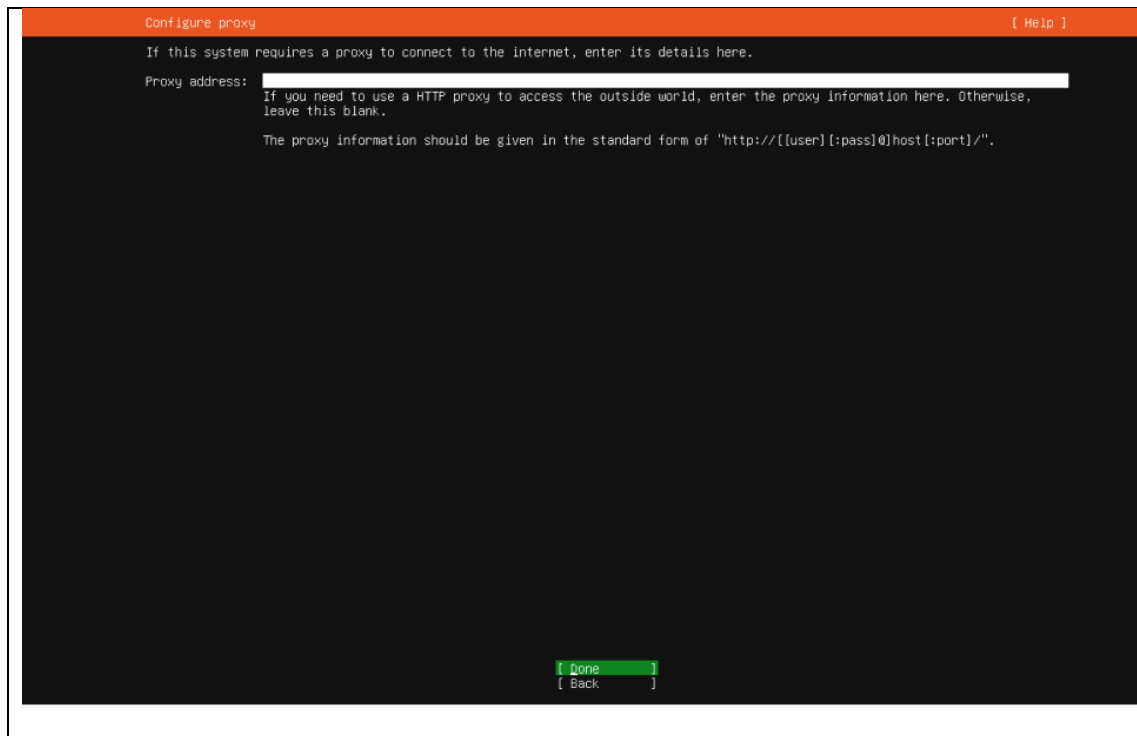 Configure proxy [ Help ]
If this system requires a proxy to connect to the internet, enter its details here.
Proxy address:
If you need to use a HTTP proxy to access the outside world, enter the proxy information here. Otherwise,
leave this blank.
The proxy information should be given in the standard form of "http://[[user][:pass]@]host[:port]/".
[ Done ]
[ Back ]